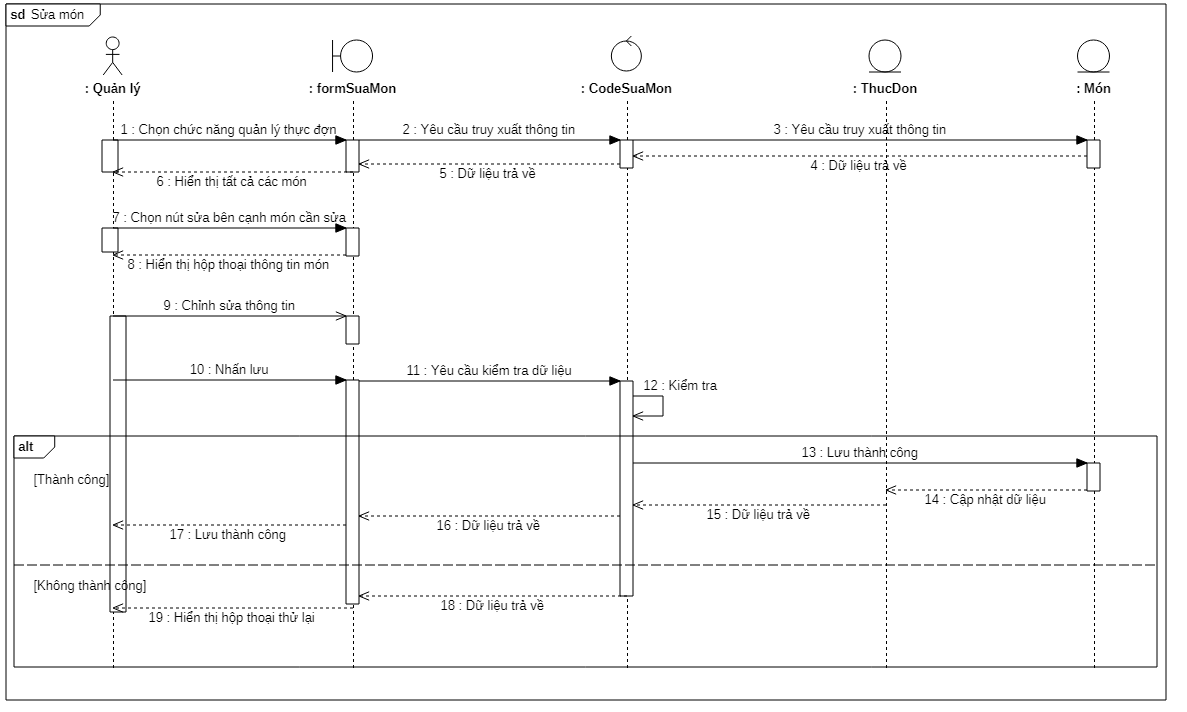 sd Sửa món
: Quản lý
: formSuaMon
: CodeSuaMon
: ThucDon
: Món
1 : Chọn chức năng quản lý thực đợn
2 : Yêu cầu truy xuất thông tin
3 : Yêu cầu truy xuất thông tin
4 : Dữ liệu trả về
5 : Dữ liệu trả về
6 : Hiển thị tất cả các món
7 : Chọn nút sửa bên cạnh món cần sửa
8 : Hiển thị hộp thoại thông tin món
9 : Chỉnh sửa thông tin
10 : Nhấn lưu
11 : Yêu cầu kiểm tra dữ liệu
12 : Kiểm tra
alt
13 : Lưu thành công
[Thành công]
14 : Cập nhật dữ liệu
15 : Dữ liệu trả về
16 : Dữ liệu trả về
17 : Lưu thành công
[Không thành công]
18 : Dữ liệu trả về
19 : Hiển thị hộp thoại thử lại